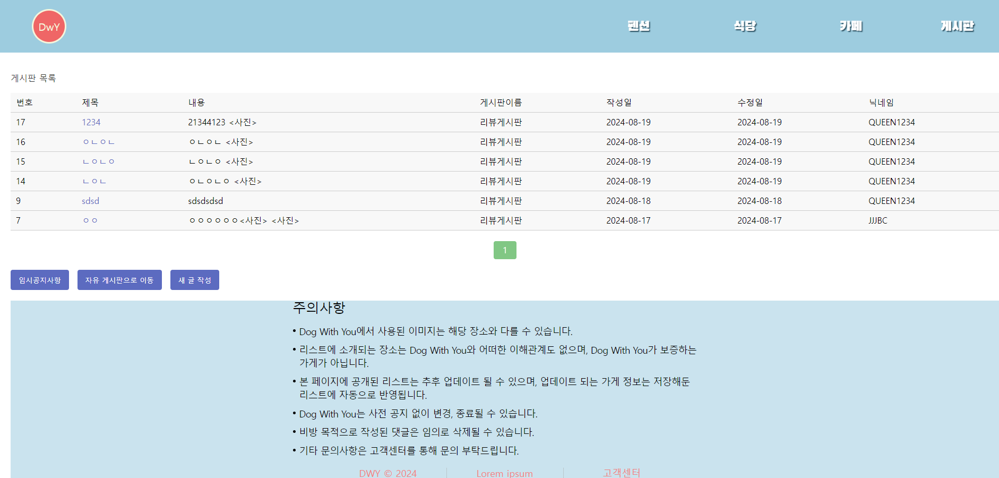 DwY 펜션 식당 카페 게시판
게시판 목록
번호 제목 내용 게시판이름 작성일 수정일 닉네임
17 1234 21344123 <사진> 리뷰게시판 2024-08-19 2024-08-19 QUEEN1234
16 ㅇㄴㅇㄴ ㅇㄴㅇㄴ <사진> 리뷰게시판 2024-08-19 2024-08-19 QUEEN1234
15 ㄴㅇㄴㅇ ㄴㅇㄴㅇ <사진> 리뷰게시판 2024-08-19 2024-08-19 QUEEN1234
14 ㄴㅇㄴ ㅇㄴㅇㄴㅇ <사진> 리뷰게시판 2024-08-19 2024-08-19 QUEEN1234
9 sdsd sdsdsdsd 리뷰게시판 2024-08-18 2024-08-18 QUEEN1234
7 ㅇㅇ ㅇㅇㅇㅇㅇㅇ<사진> <사진> 리뷰게시판 2024-08-17 2024-08-17 JJJBC
1
임시공지사항 자유 게시판으로 이동 새 글 작성
주의사항
• Dog With You에서 사용된 이미지는 해당 장소와 다를 수 있습니다.
• 리스트에 소개되는 장소는 Dog With You와 어떠한 이해관계도 없으며, Dog With You가 보증하는
가게가 아닙니다.
• 본 페이지에 공개된 리스트는 추후 업데이트 될 수 있으며, 업데이트 되는 가게 정보는 저장해둔
리스트에 자동으로 반영됩니다.
• Dog With You는 사전 공지 없이 변경, 종료될 수 있습니다.
• 비방 목적으로 작성된 댓글은 임의로 삭제될 수 있습니다.
• 기타 문의사항은 고객센터를 통해 문의 부탁드립니다.
DWY © 2024 Lorem ipsum 고객센터